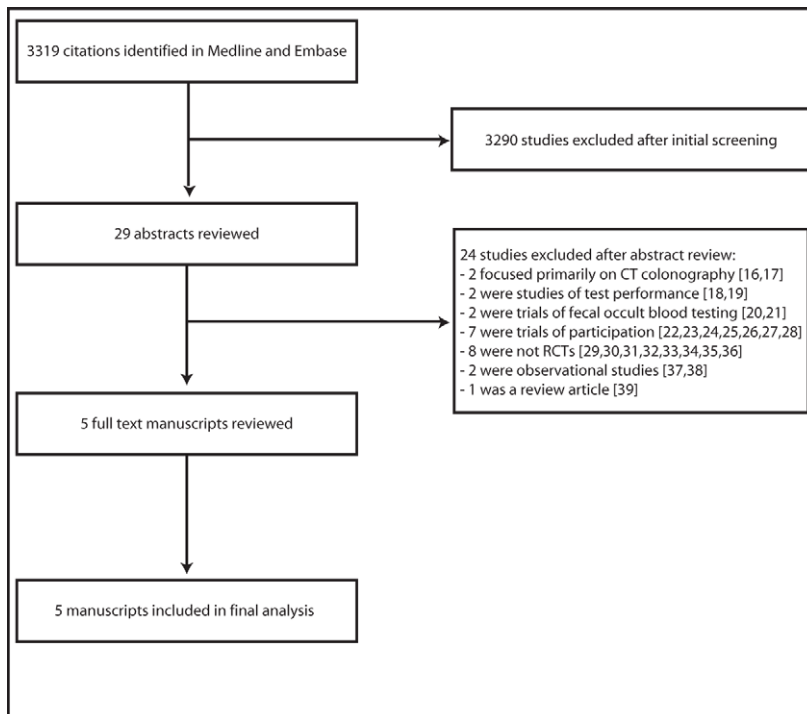 3319 citations identified in Medline and Embase
3290 studies excluded after initial screening
29 abstracts reviewed
24 studies excluded after abstract review:
- 2 focused primarily on CT colonography [16,17]
- 2 were studies of test performance [18,19]
- 2 were trials of fecal occult blood testing [20,21]
- 7 were trials of participation [22,23,24,25,26,27,28]
- 8 were not RCTs [29,30,31,32,33,34,35,36]
- 2 were observational studies [37,38]
- 1 was a review article [39]
5 full text manuscripts reviewed
5 manuscripts included in final analysis